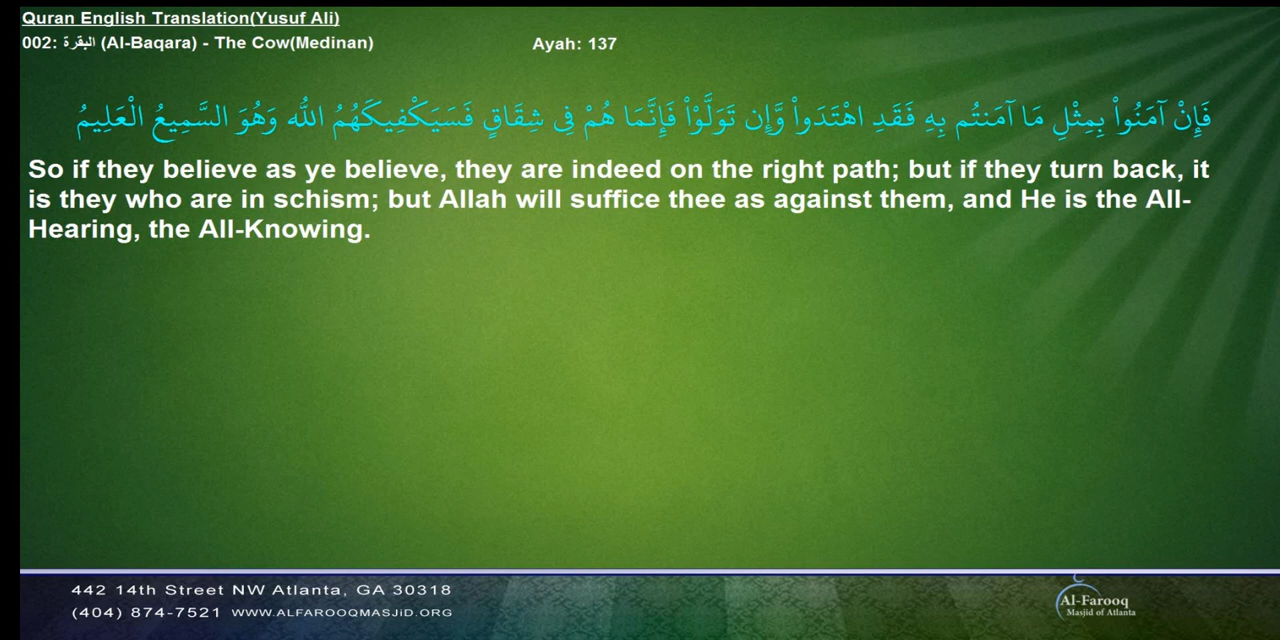 Quran English Translation(Yusuf Ali)
002: البقرة (Al-Baqara) - The Cow(Medinan)
Ayah: 137
فَإِنْ آمَنُواْ بِمِثْلِ مَا آمَنتُم بِهِ فَقَدِ اهْتَدَواْ وَّإِن تَوَلَّوْاْ فَإِنَّمَا هُمْ فِي شِقَاقٍ فَسَيَكْفِيكَهُمُ اللّٰه وَهُوَ السَّمِيعُ الْعَلِيمُ
So if they believe as ye believe, they are indeed on the right path; but if they turn back, it
is they who are in schism; but Allah will suffice thee as against them, and He is the All-
Hearing, the All-Knowing.
442 14th Street NW Atlanta, GA 30318
(404) 874-7521 WWW.ALFAROOQMASJiD.ORG
Al-Farooq
Masjid of Atlanta